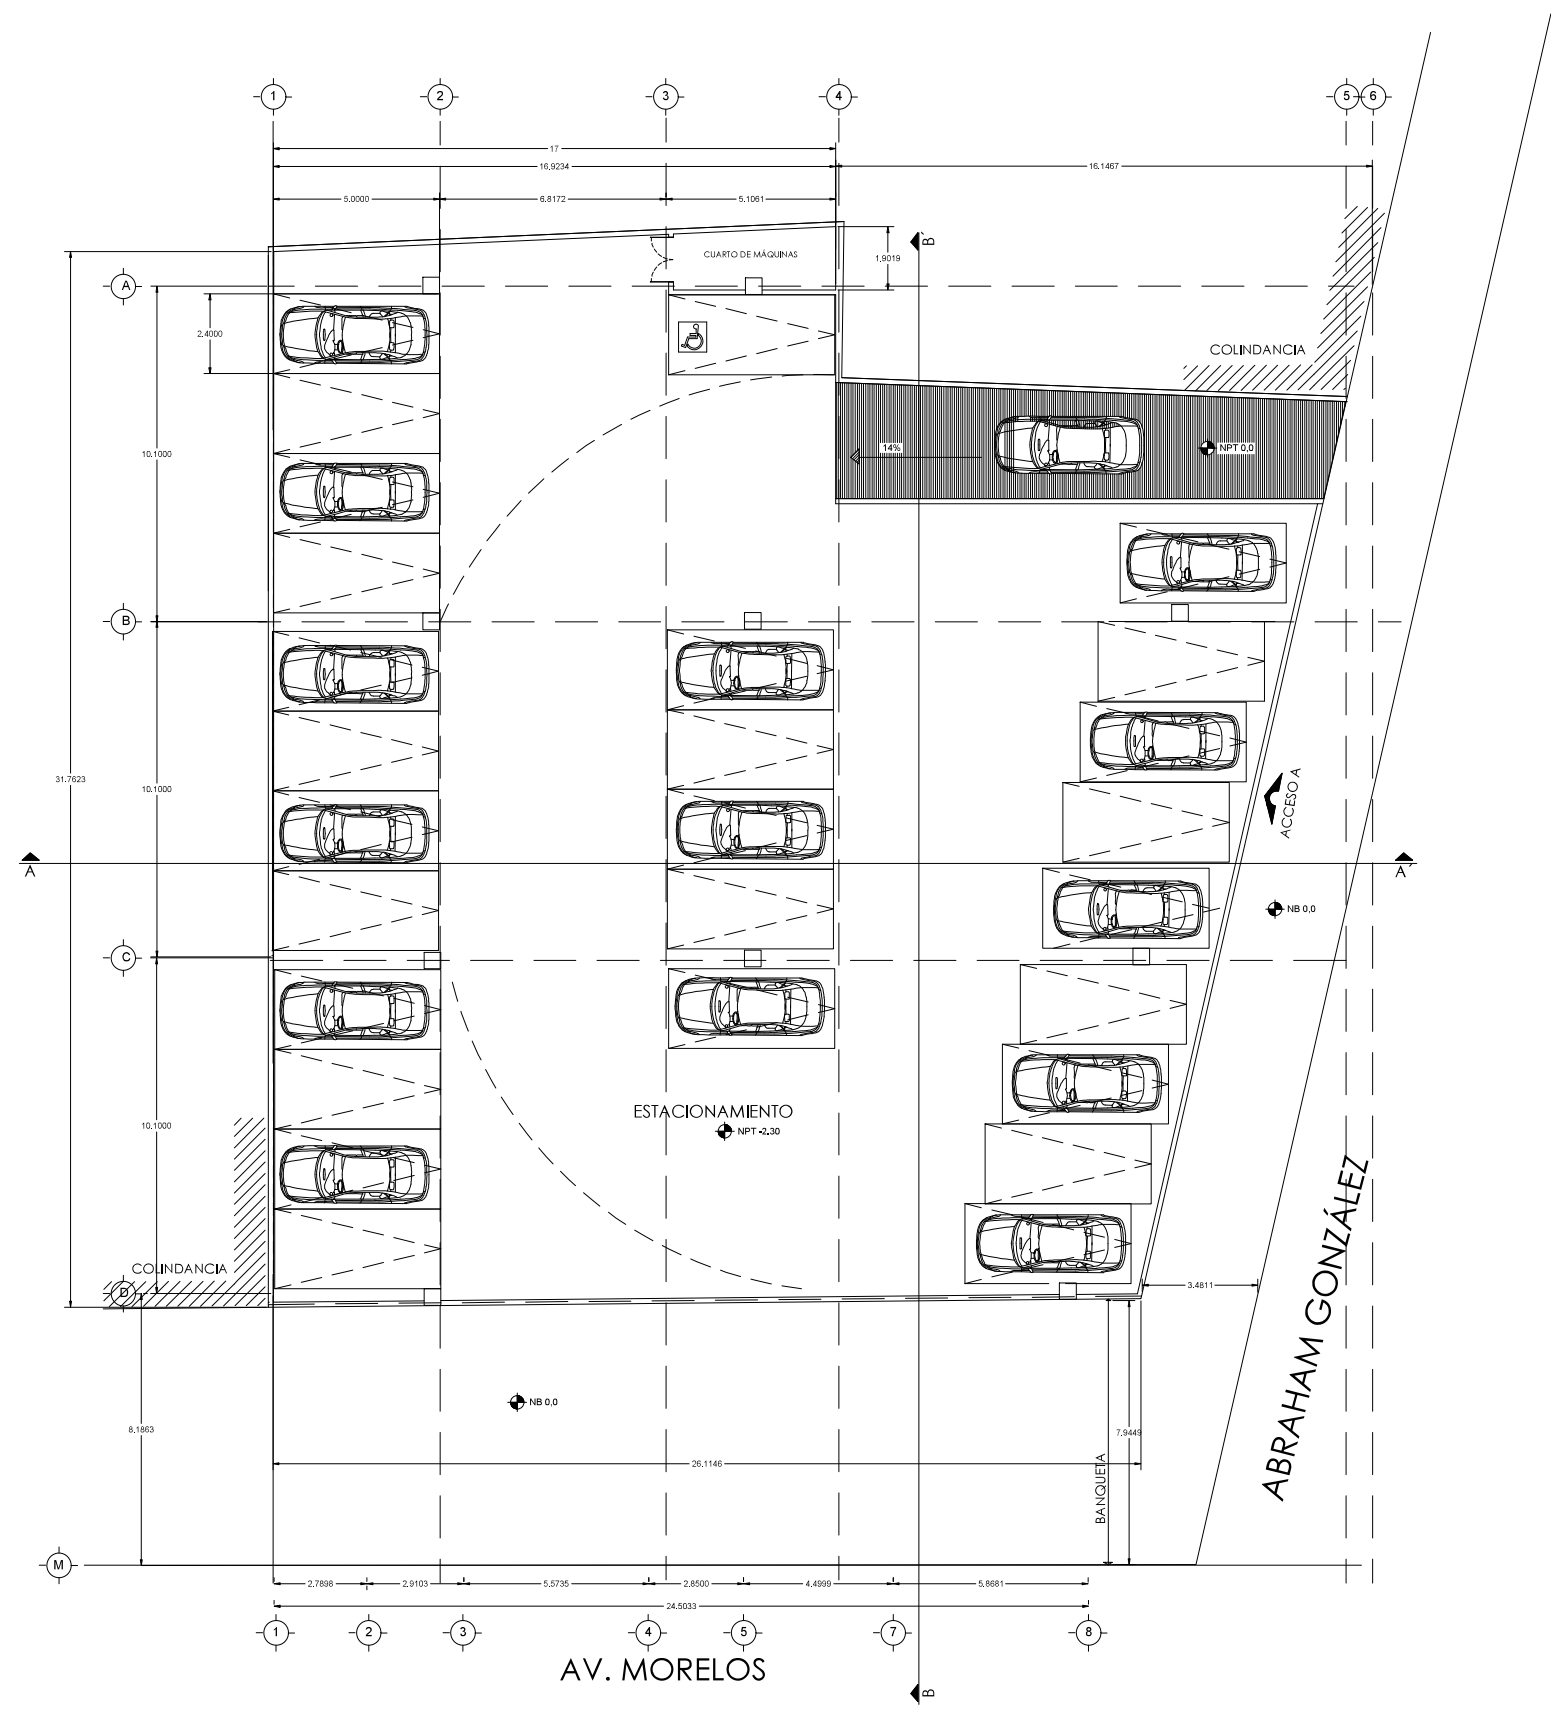 1
2
3
4
5
6
17
16.9234
16.1467
5.0000
6.8172
5.1061
B´
CUARTO DE MÁQUINAS
1.9019
A
2.4000
COLINDANCIA
10.1000
14%
NPT 0,0
B
31.7623
10.1000
ACCESO A
A
A´
NB 0,0
C
10.1000
ESTACIONAMIENTO
NPT -2.30
COLINDANCIA
D
3.4811
ABRAHAM GONZÁLEZ
NB 0,0
8.1863
7.9449
26.1146
BANQUETA
M
2.7898
2.9103
5.5735
2.8500
4.4999
5.8681
24.5033
1
2
3
4
5
7
8
AV. MORELOS
B